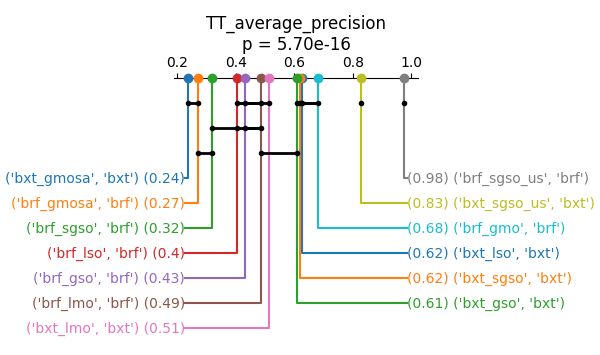 TT_average_precision
p = 5.70e-16
0.2 0.4 0.6 0.8 1.0
('bxt_gmosa', 'bxt') (0.24) (0.98) ('brf_sgso_us', 'brf')
('brf_gmosa', 'brf') (0.27) (0.83) ('bxt_sgso_us', 'bxt')
('brf_sgso', 'brf') (0.32) (0.68) ('brf_gmo', 'brf')
('brf_lso', 'brf') (0.4) (0.62) ('bxt_lso', 'bxt')
('brf_gso', 'brf') (0.43) (0.62) ('bxt_sgso', 'bxt')
('brf_lmo', 'brf') (0.49) (0.61) ('bxt_gso', 'bxt')
('bxt_lmo', 'bxt') (0.51)